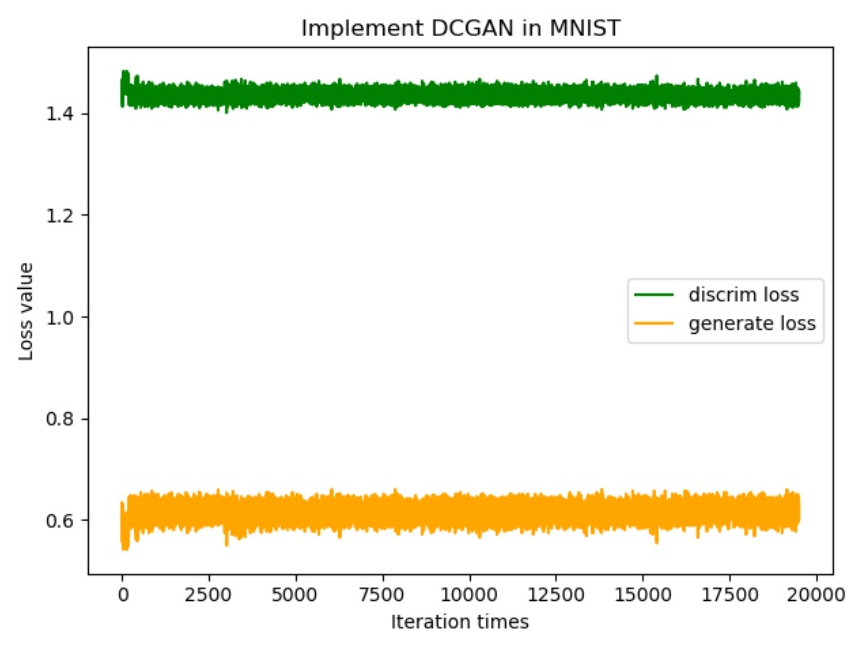 Implement DCGAN in MNIST
1.4
1.2
1.0
0.8
0.6
Loss value
discrim loss
generate loss
0 2500 5000 7500 10000 12500 15000 17500 20000
Iteration times